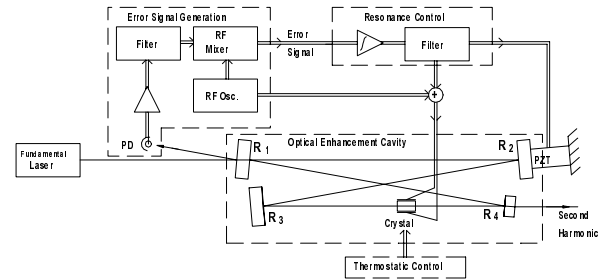 Error Signal Generation
Resonance Control
Filter
RF
Mixer
Error
Signal
Filter
RF Osc.
+
PD
R1
Optical Enhancement Cavity
R2
PZT
Fundamental
Laser
R3
Crystal
R4
Second
Harmonic
Thermostatic Control